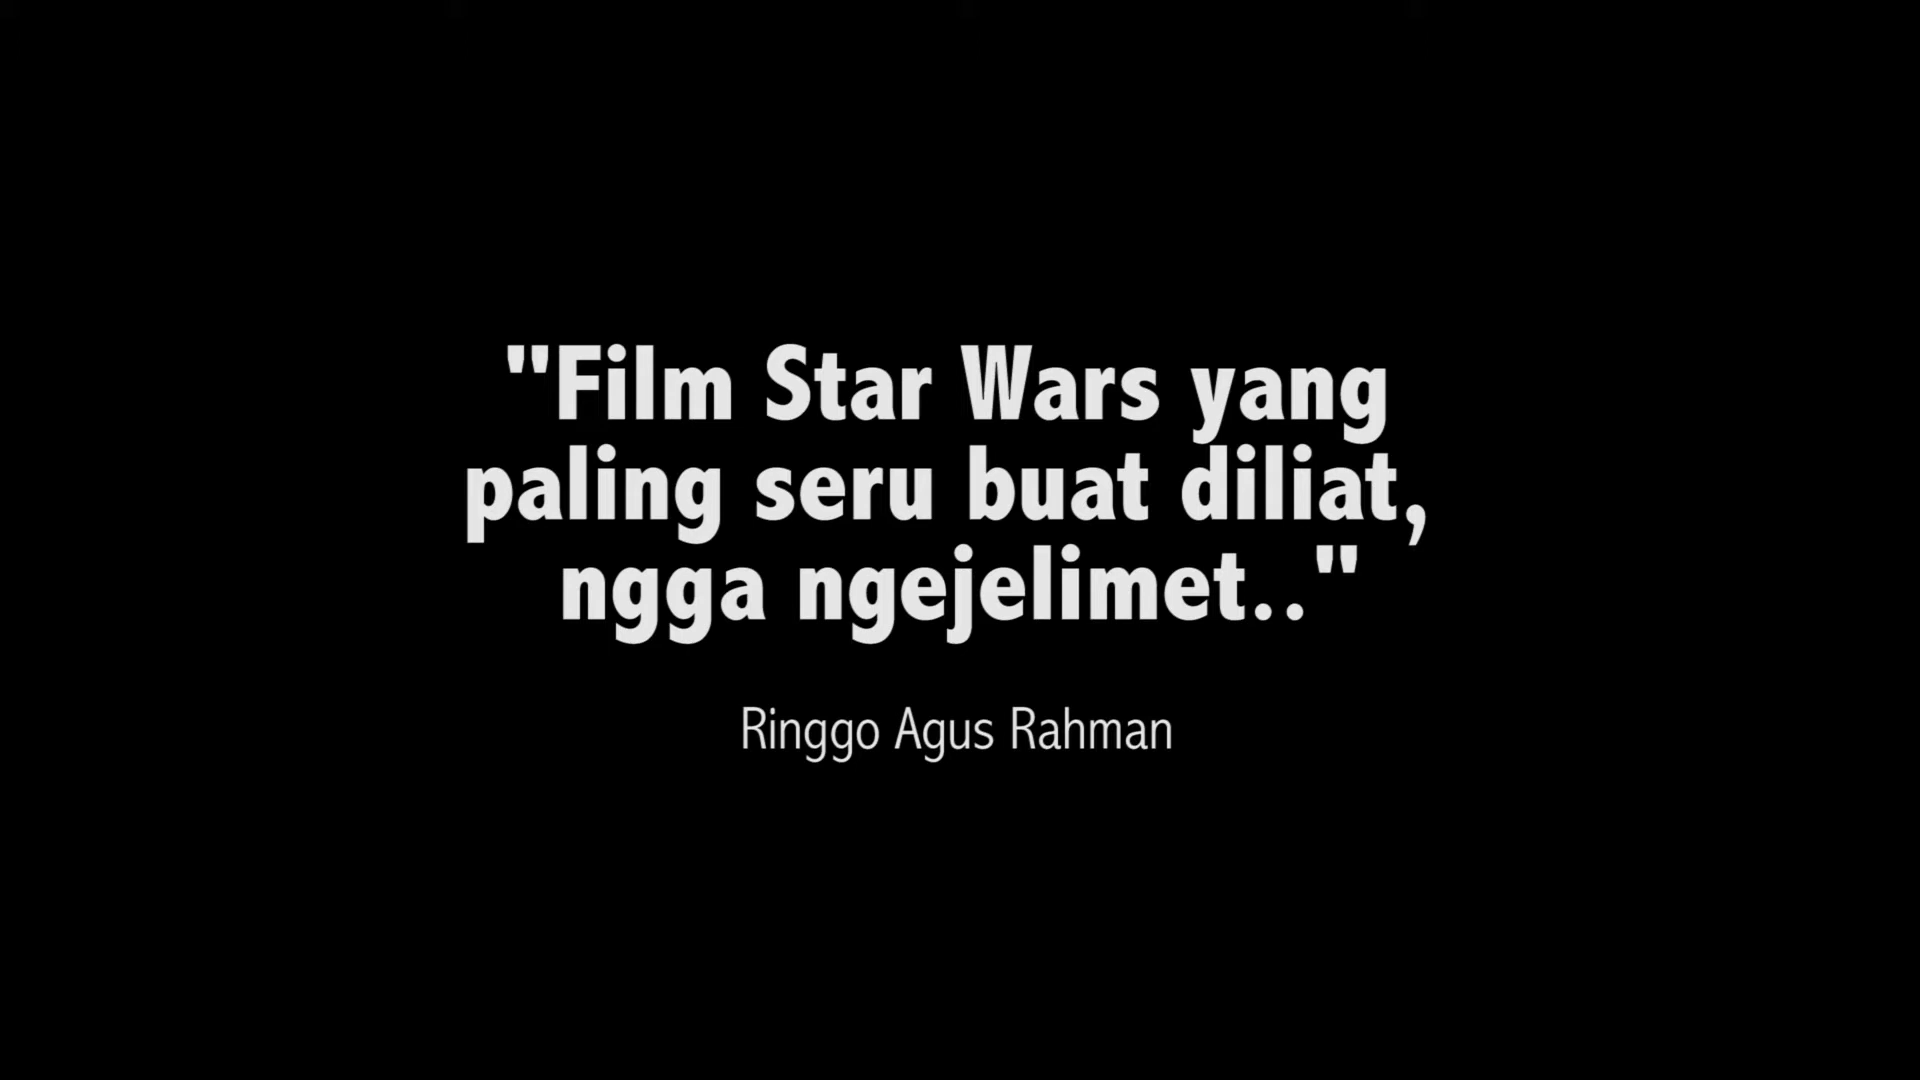 "Film Star Wars yang
paling seru buat diliat,
ngga ngejelimet.."
Ringgo Agus Rahman